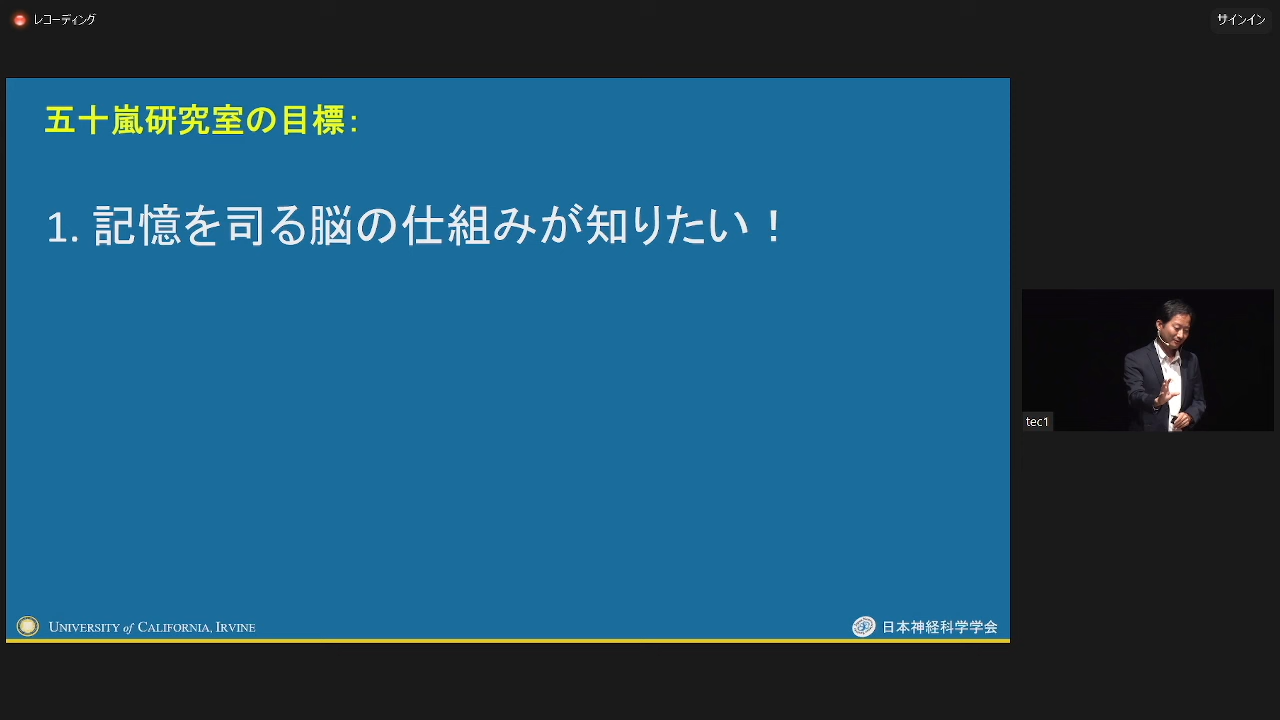 レコーディング
サインイン
五十嵐研究室の目標：
1. 記憶を司る脳の仕組みが知りたい！
tec1
UNIVERSITY of CALIFORNIA, IRVINE
日本神経科学学会